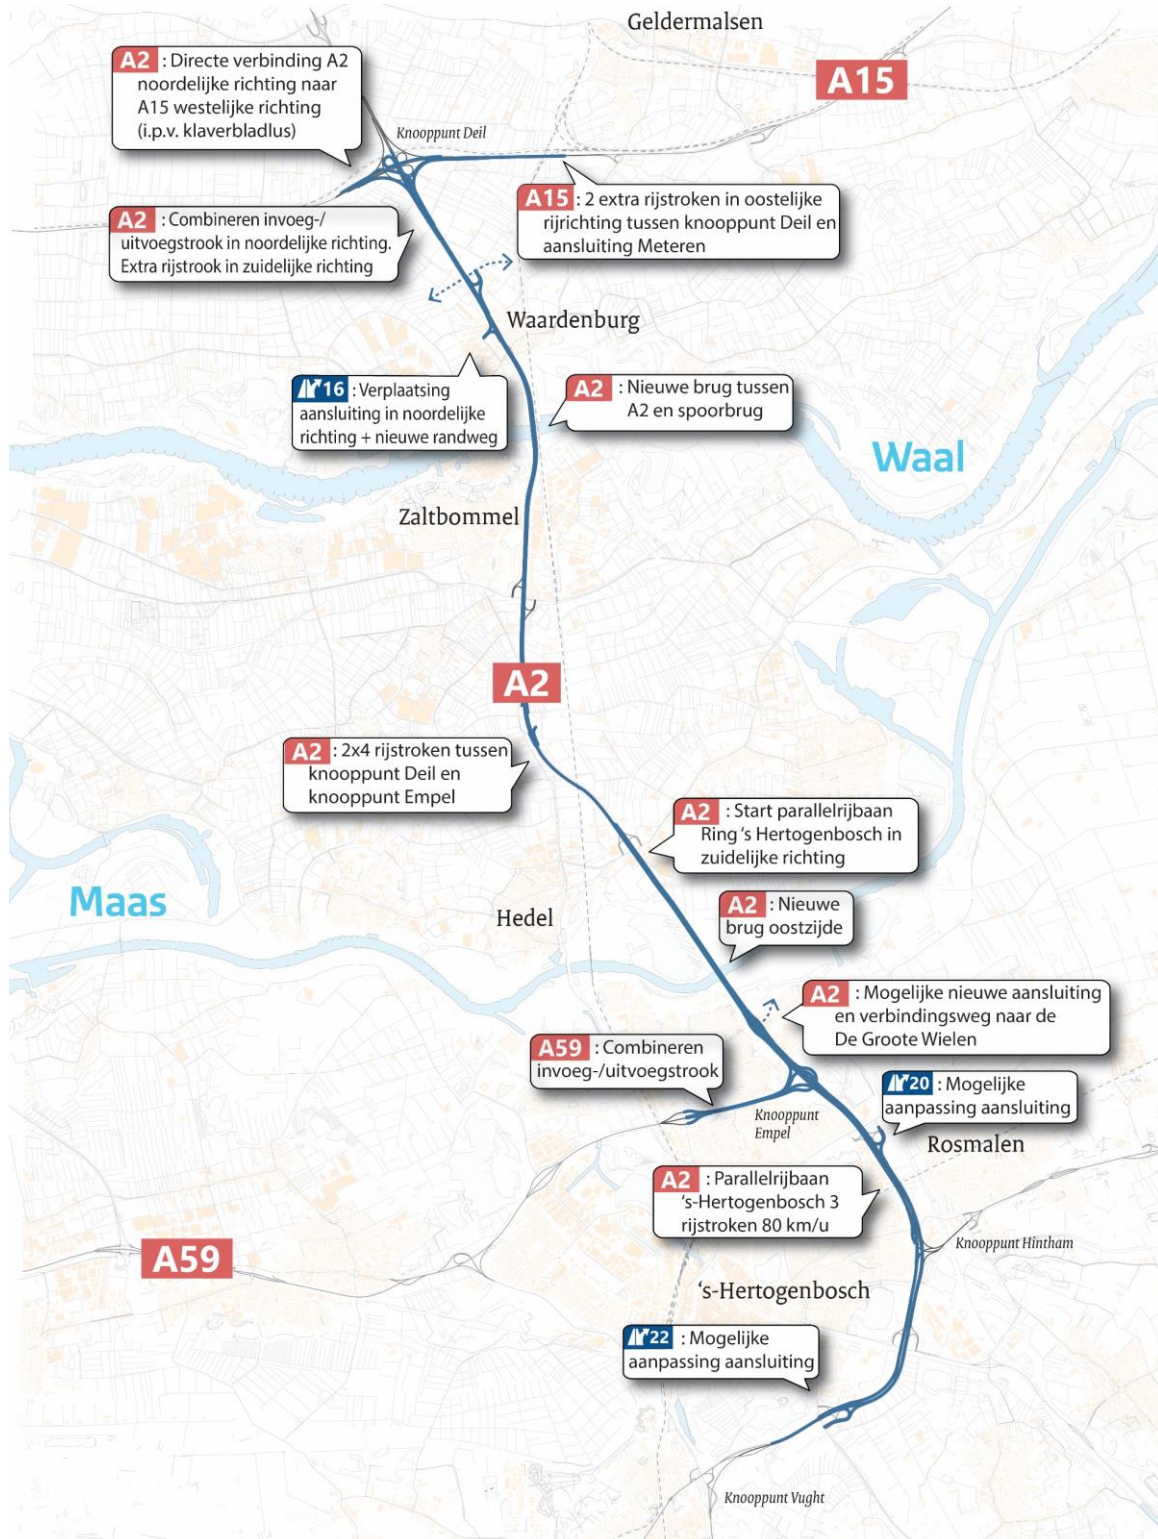 Geldermalsen
A2 : Directe verbinding A2
noordelijke richting naar
A15 westelijke richting
(i.p.v. klaverbladlus)
A15
Knooppunt Deil
A15 : 2 extra rijstroken in oostelijke
rijrichting tussen knooppunt Deil en
aansluiting Meteren
A2 : Combineren invoeg-/
uitvoegstrook in noordelijke richting.
Extra rijstrook in zuidelijke richting
Waardenburg
16 : Verplaatsing
aansluiting in noordelijke
richting + nieuwe randweg
A2 : Nieuwe brug tussen
A2 en spoorbrug
Waal
Zaltbommel
A2
A2 : 2x4 rijstroken tussen
knooppunt Deil en
knooppunt Empel
A2 : Start parallelrijbaan
Ring ‘s Hertogenbosch in
zuidelijke richting
Maas
Hedel
A2 : Nieuwe
brug oostzijde
A2 : Mogelijke nieuwe aansluiting
en verbindingsweg naar de
De Groote Wielen
A59 : Combineren
invoeg-/uitvoegstrook
20 : Mogelijke
aanpassing aansluiting
Knooppunt
Empel
Rosmalen
A2 : Parallelrijbaan
‘s-Hertogenbosch 3
rijstroken 80 km/u
A59
Knooppunt Hintham
‘s-Hertogenbosch
22 : Mogelijke
aanpassing aansluiting
Knooppunt Vught